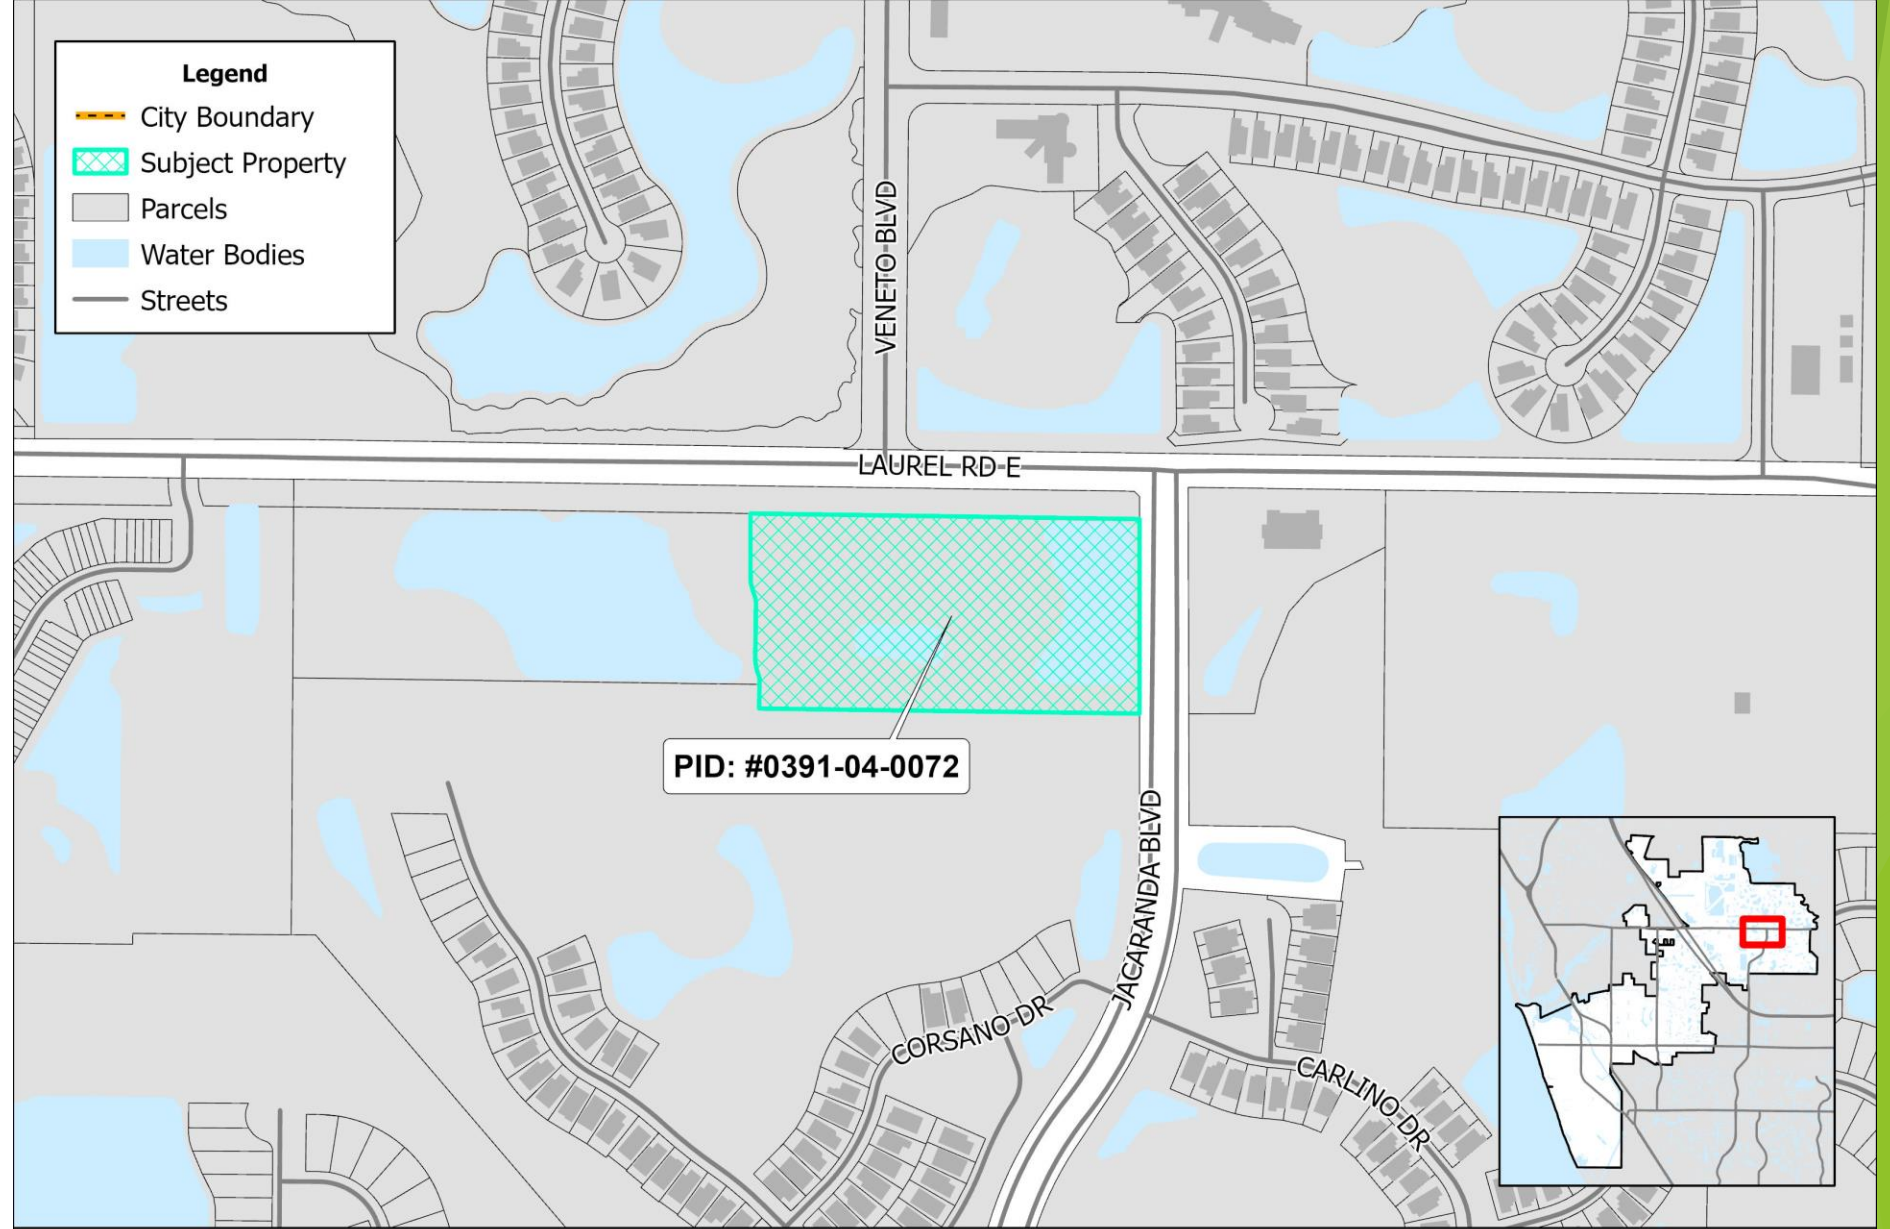 Legend
City Boundary
Subject Property
Parcels
Water Bodies
Streets
VENETO BLVD
LAUREL RD E
PID: #0391-04-0072
JACARANDA BLVD
CORSANO DR
CARLINO DR